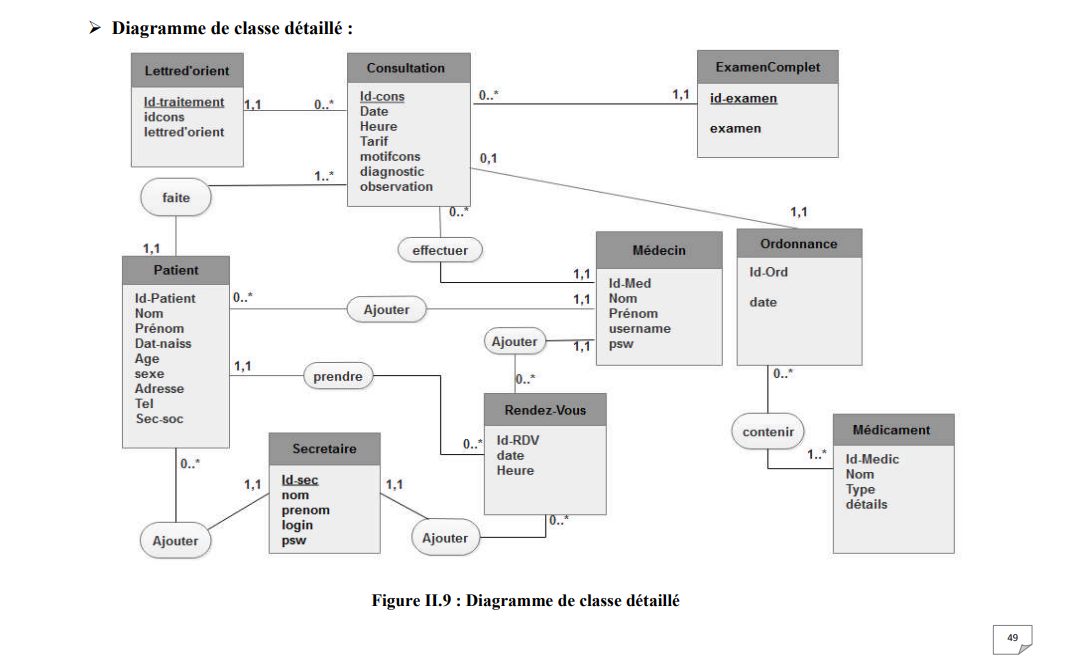 ➢ Diagramme de classe détaillé :
Lettred'orient
Id-traitement
idcons
lettred'orient
1,1
0..*
Consultation
Id-cons
Date
Heure
Tarif
motifcons
diagnostic
observation
0..*
1,1
ExamenComplet
id-examen
examen
0,1
1,1
1..*
faite
1,1
0..*
effectuer
1,1
Ordonnance
Id-Ord
date
Médecin
Id-Med
Nom
Prénom
username
psw
Patient
Id-Patient
Nom
Prénom
Dat-naiss
Age
sexe
Adresse
Tel
Sec-soc
0..*
Ajouter
1,1
Ajouter
1,1
0..*
1,1
prendre
0..*
Rendez-Vous
Id-RDV
date
Heure
0..*
contenir
1..*
Médicament
Id-Medic
Nom
Type
détails
Secretaire
Id-sec
nom
prenom
login
psw
0..*
1,1
1,1
Ajouter
Ajouter
0..*
Figure II.9 : Diagramme de classe détaillé
49